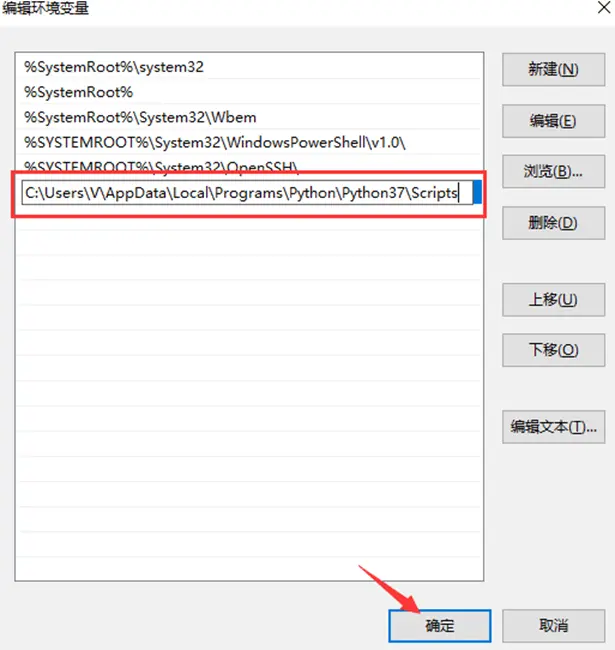 编辑环境变量
%SystemRoot%\system32
%SystemRoot%
%SystemRoot%\System32\Wbem
%SYSTEMROOT%\System32\WindowsPowerShell\v1.0\
%SYSTEMROOT%\System32\OpenSSH\
C:\Users\V\AppData\Local\Programs\Python\Python37\Scripts
新建(N)
编辑(E)
浏览(B)...
删除(D)
上移(U)
下移(O)
编辑文本(T)...
确定
取消